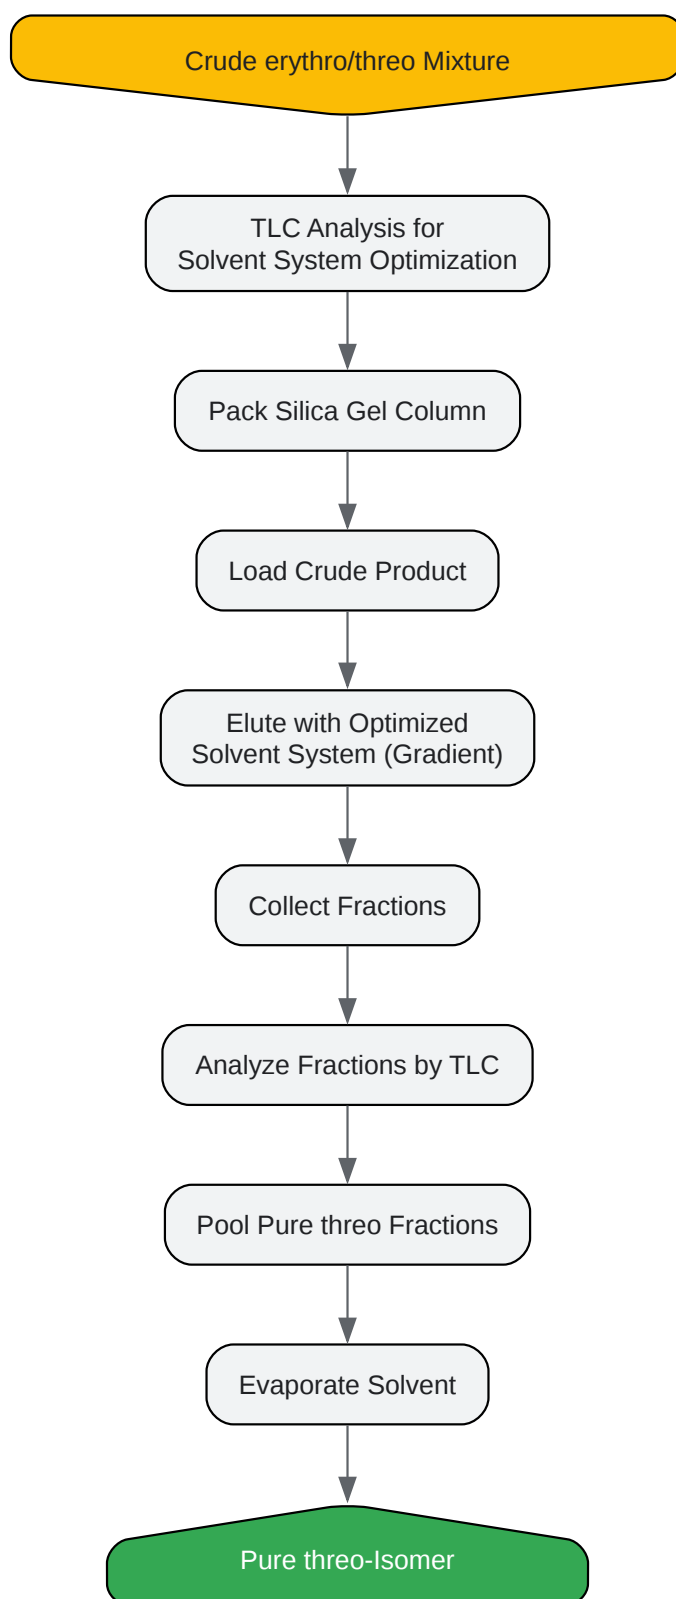 Crude erythro/threo Mixture
TLC Analysis for
Solvent System Optimization
Pack Silica Gel Column
Load Crude Product
Elute with Optimized
Solvent System (Gradient)
Collect Fractions
Analyze Fractions by TLC
Pool Pure threo Fractions
Evaporate Solvent
Pure threo-Isomer